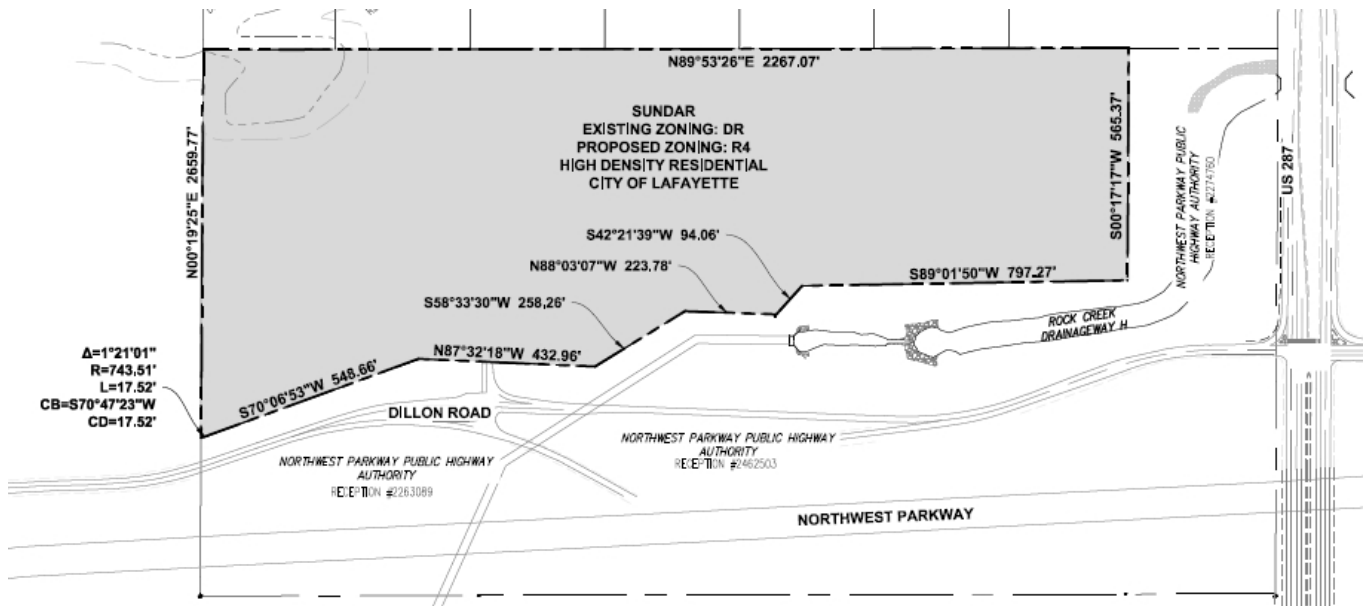 N89°53'26"E 2267.07'
SUNDAR
EXISTING ZONING: DR
PROPOSED ZONING: R4
HIGH DENSITY RESIDENTIAL
CITY OF LAFAYETTE
N00°19'25"E 2659.77'
S00°17'17"W 565.37'
NORTHWEST PARKWAY PUBLIC
HIGHWAY AUTHORITY
RECEPTION #2274760
US 287
S42°21'39"W 94.06'
N88°03'07"W 223.78'
S89°01'50"W 797.27'
S58°33'30"W 258.26'
ROCK CREEK
DRAINAGEWAY H
N87°32'18"W 432.96'
Δ=1°21'01"
R=743.51'
L=17.52'
CB=S70°47'23"W
CD=17.52'
S70°06'53"W 548.66'
DILLON ROAD
NORTHWEST PARKWAY PUBLIC HIGHWAY
AUTHORITY
RECEPTION #2462503
NORTHWEST PARKWAY PUBLIC HIGHWAY
AUTHORITY
RECEPTION #2263089
NORTHWEST PARKWAY